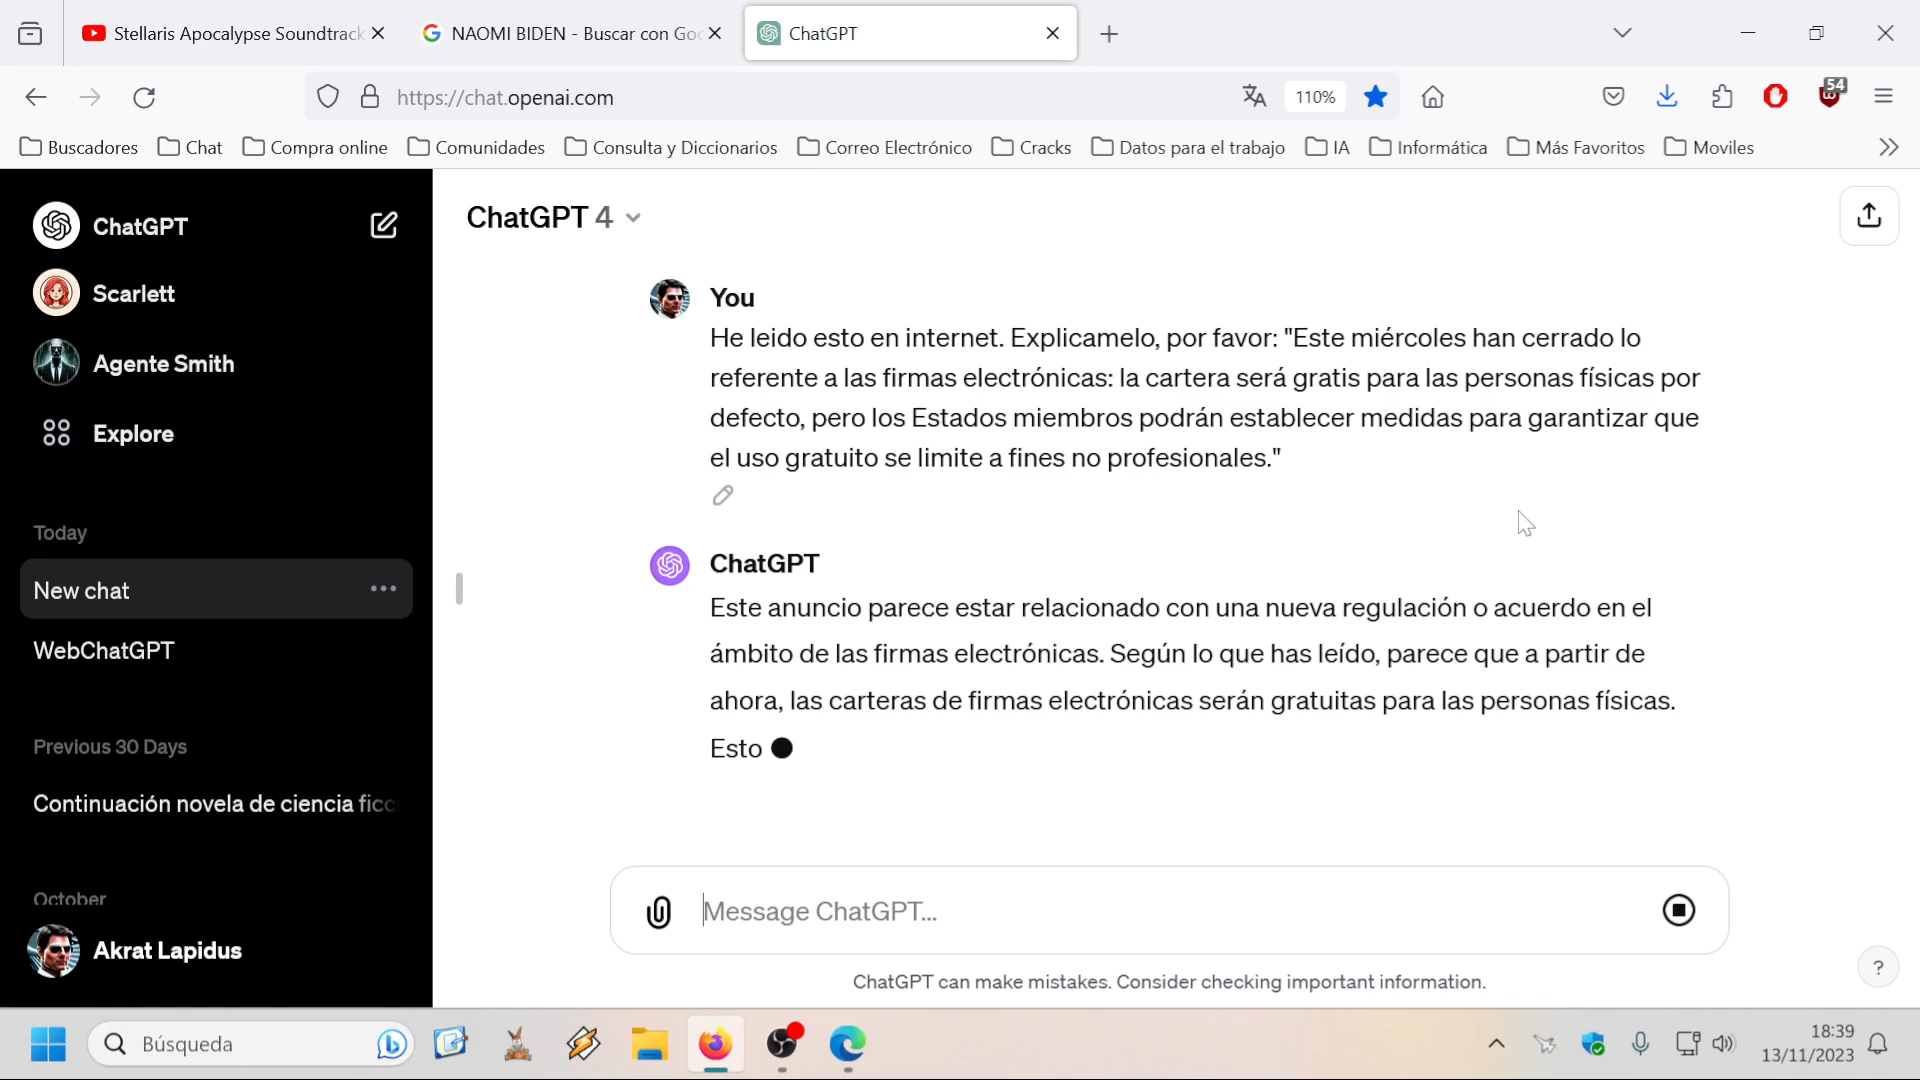 Stellaris Apocalypse Soundtrack
NAOMI BIDEN - Buscar con Goo
ChatGPT
https://chat.openai.com
110%
54
Buscadores
Chat
Compra online
Comunidades
Consulta y Diccionarios
Correo Electrónico
Cracks
Datos para el trabajo
IA
Informática
Más Favoritos
Moviles
ChatGPT
Scarlett
Agente Smith
Explore
Today
New chat
WebChatGPT
Previous 30 Days
Continuación novela de ciencia ficc
October
Akrat Lapidus
ChatGPT 4
You
He leido esto en internet. Explicamelo, por favor: "Este miércoles han cerrado lo
referente a las firmas electrónicas: la cartera será gratis para las personas físicas por
defecto, pero los Estados miembros podrán establecer medidas para garantizar que
el uso gratuito se limite a fines no profesionales."
ChatGPT
Este anuncio parece estar relacionado con una nueva regulación o acuerdo en el
ámbito de las firmas electrónicas. Según lo que has leído, parece que a partir de
ahora, las carteras de firmas electrónicas serán gratuitas para las personas físicas.
Esto
Message ChatGPT...
ChatGPT can make mistakes. Consider checking important information.
?
Búsqueda
18:39
13/11/2023